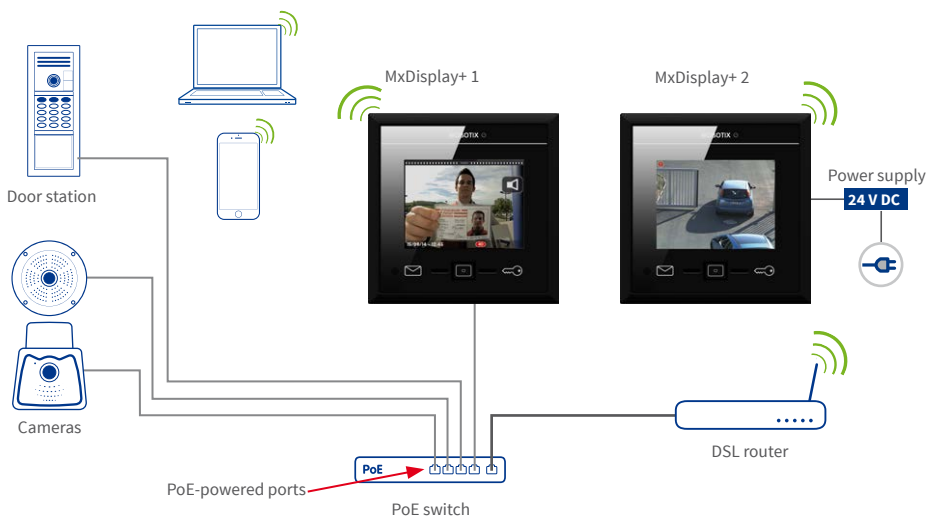 MxDisplay+ 1
MxDisplay+ 2
Door station
Power supply
24 V DC
Cameras
DSL router
PoE
PoE-powered ports
PoE switch